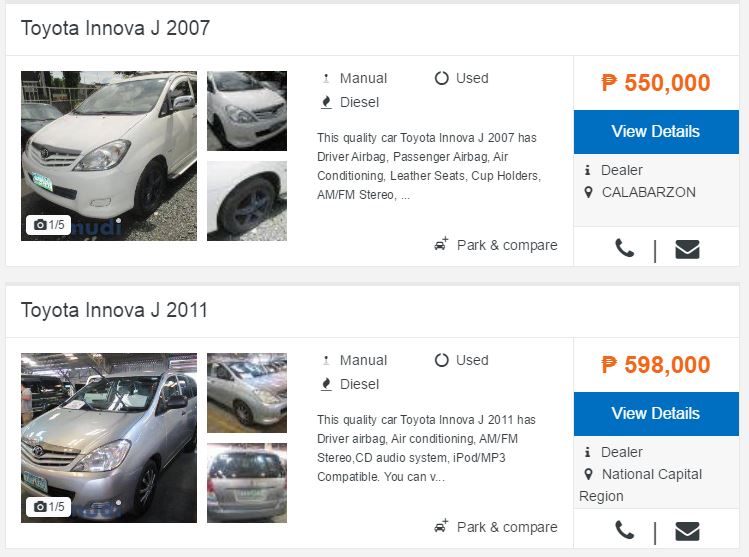 Toyota Innova J 2007
Manual
Used
Diesel
This quality car Toyota Innova J 2007 has
Driver Airbag, Passenger Airbag, Air
Conditioning, Leather Seats, Cup Holders,
AM/FM Stereo, ...
Park & compare
1/5
mudi
₱ 550,000
View Details
Dealer
CALABARZON
Toyota Innova J 2011
Manual
Used
Diesel
This quality car Toyota Innova J 2011 has
Driver airbag, Air conditioning, AM/FM
Stereo,CD audio system, iPod/MP3
Compatible. You can v...
Park & compare
1/5
mudi
₱ 598,000
View Details
Dealer
National Capital
Region